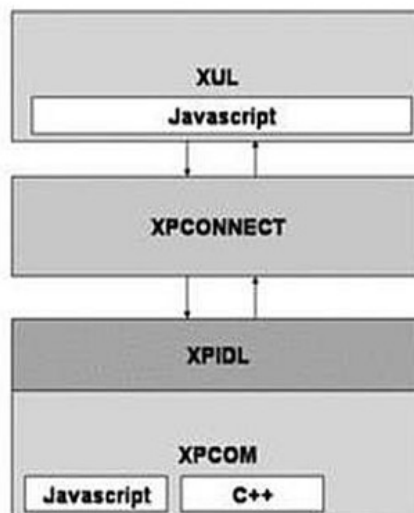 XUL
Javascript
XPCONNECT
XPIDL
XPCOM
Javascript C++